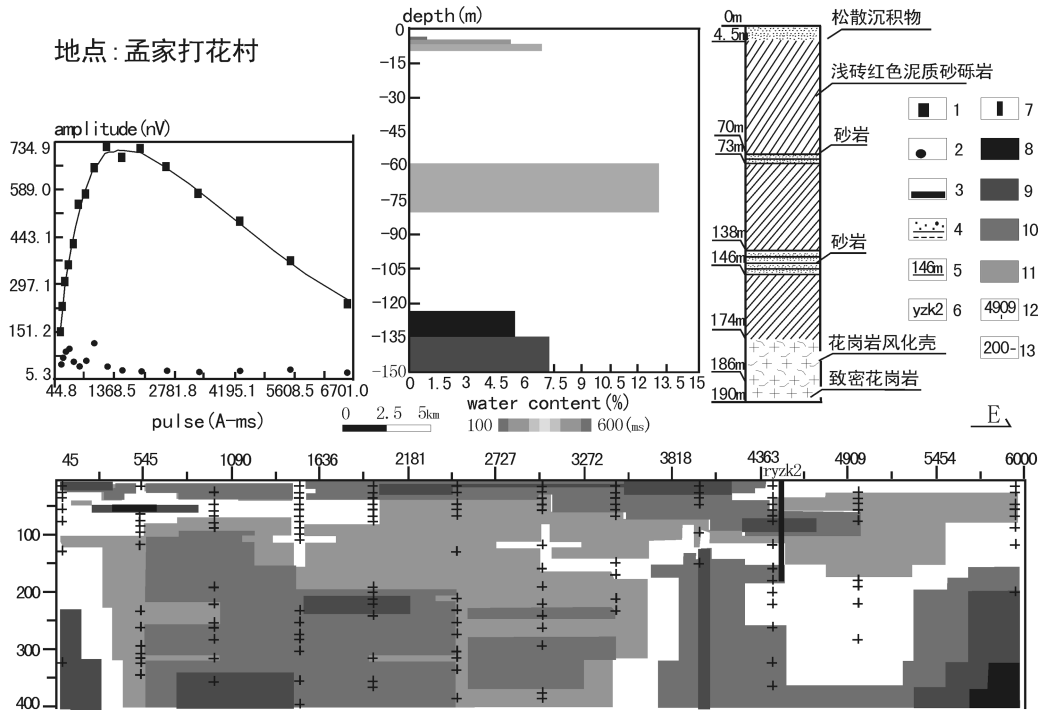 地点:孟家打花村
amplitude(nV)
734.9
589.0
443.1
297.1
151.2
5.3
44.8 1368.5 2781.8 4195.1 5608.5 6701.0
pulse(A-ms)
depth(m)
0
-15
-30
-45
-60
-75
-90
-105
-120
-135
-150
0 1.5 3 4.5 6 7.5 9 10.5 12 13.5 15
water content(%)
0 2.5 5km
100 600(ms)
0m
4.5m
70m
73m
138m
146m
174m
186m
190m
松散沉积物
浅砖红色泥质砂砾岩
砂岩
砂岩
花岗岩风化壳
致密花岗岩
1 7
2 8
3 9
4 10
146m 5 11
yzk2 6 4909 12
200- 13
E
45 545 1090 1636 2181 2727 3272 3818 4363 4909 5454 6000
ryzk2
100
200
300
400